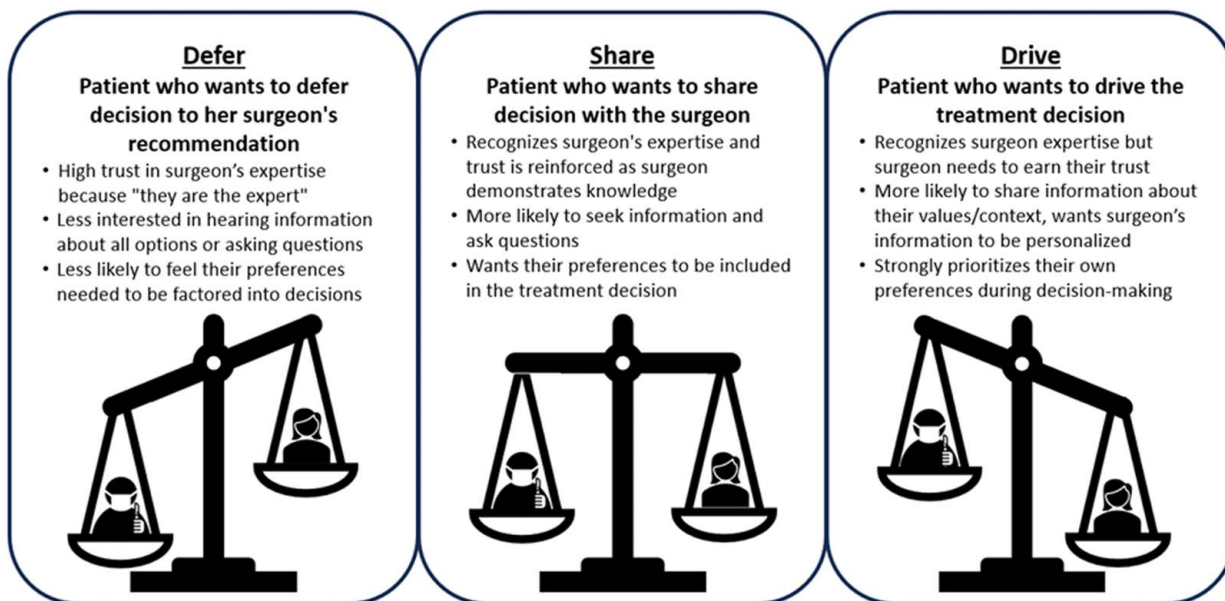 Defer
Patient who wants to defer
decision to her surgeon's
recommendation
• High trust in surgeon’s expertise
because "they are the expert"
• Less interested in hearing information
about all options or asking questions
• Less likely to feel their preferences
needed to be factored into decisions
Share
Patient who wants to share
decision with the surgeon
• Recognizes surgeon's expertise and
trust is reinforced as surgeon
demonstrates knowledge
• More likely to seek information and
ask questions
• Wants their preferences to be included
in the treatment decision
Drive
Patient who wants to drive the
treatment decision
• Recognizes surgeon expertise but
surgeon needs to earn their trust
• More likely to share information about
their values/context, wants surgeon’s
information to be personalized
• Strongly prioritizes their own
preferences during decision-making